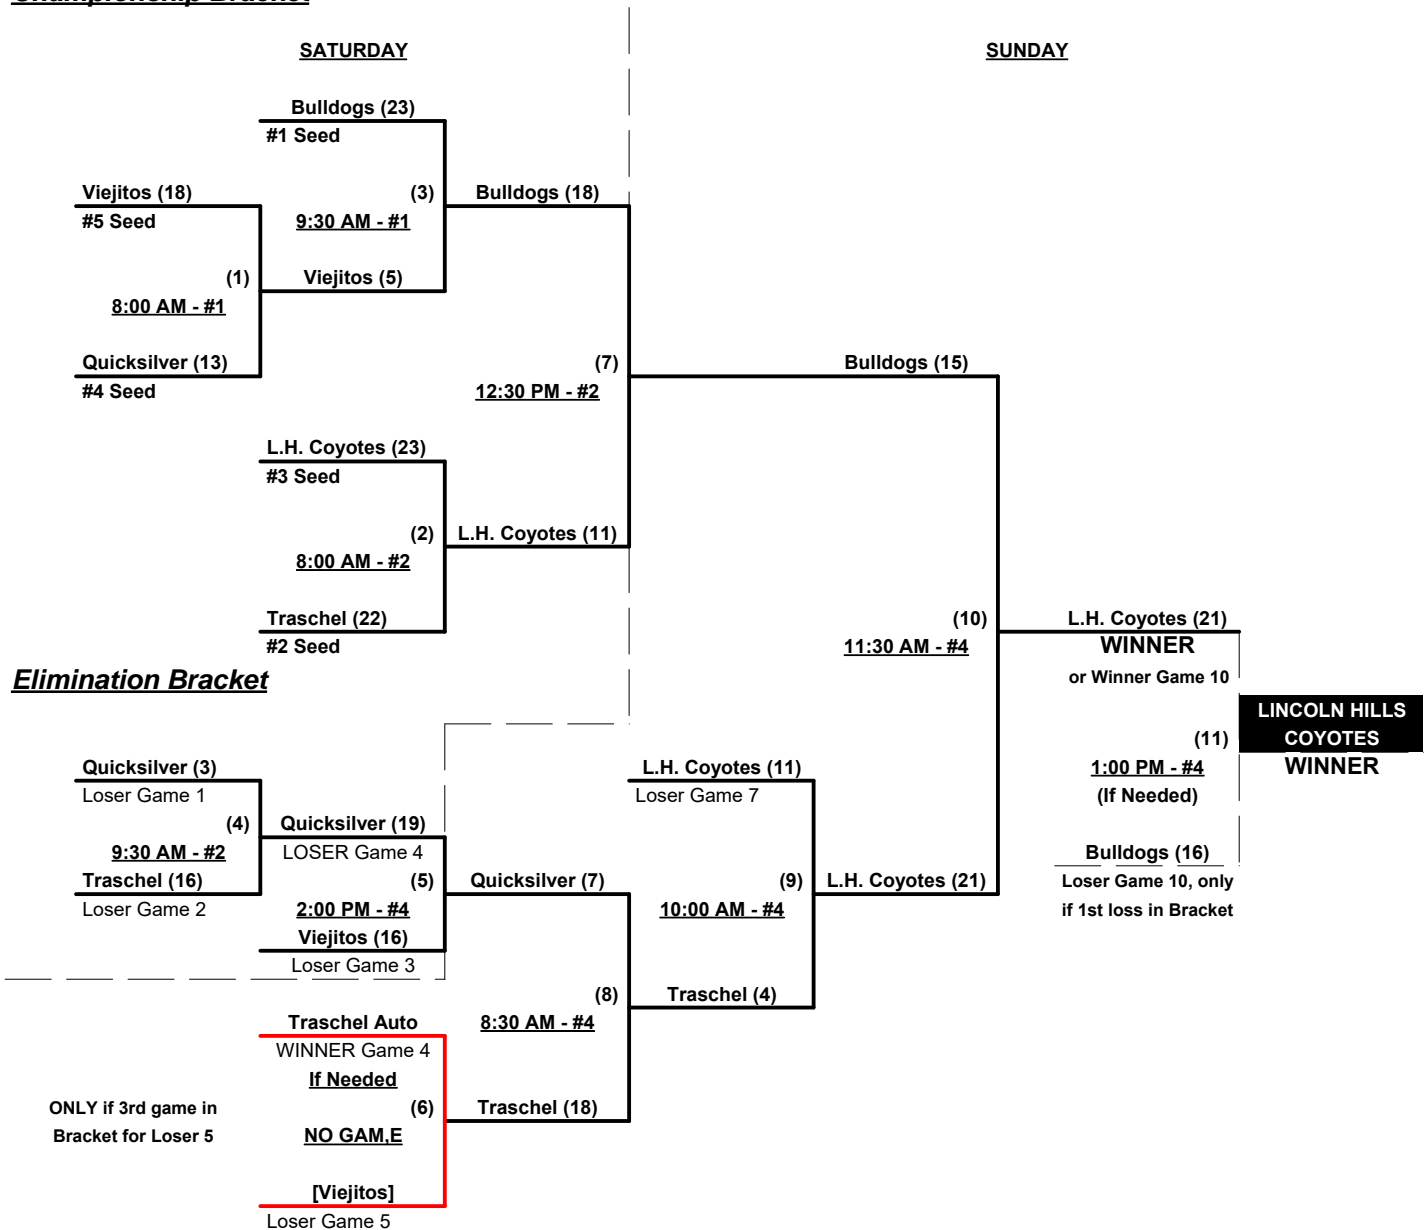 Championship Bracket
SATURDAY
SUNDAY
Bulldogs (23)
#1 Seed
Viejitos (18)
(3)
Bulldogs (18)
#5 Seed
9:30 AM - #1
(1)
Viejitos (5)
8:00 AM - #1
Quicksilver (13)
(7)
Bulldogs (15)
#4 Seed
12:30 PM - #2
L.H. Coyotes (23)
#3 Seed
(2)
L.H. Coyotes (11)
8:00 AM - #2
Traschel (22)
(10)
L.H. Coyotes (21)
#2 Seed
11:30 AM - #4
WINNER
or Winner Game 10
Elimination Bracket
LINCOLN HILLS
COYOTES
WINNER
(11)
1:00 PM - #4
(If Needed)
Quicksilver (3)
L.H. Coyotes (11)
Loser Game 1
Loser Game 7
(4)
Quicksilver (19)
9:30 AM - #2
LOSER Game 4
Bulldogs (16)
Traschel (16)
(5)
Quicksilver (7)
(9)
L.H. Coyotes (21)
Loser Game 10, only
if 1st loss in Bracket
Loser Game 2
2:00 PM - #4
10:00 AM - #4
Viejitos (16)
Loser Game 3
(8)
Traschel (4)
8:30 AM - #4
Traschel Auto
WINNER Game 4
If Needed
ONLY if 3rd game in
Bracket for Loser 5
(6)
Traschel (18)
NO GAM,E
[Viejitos]
Loser Game 5